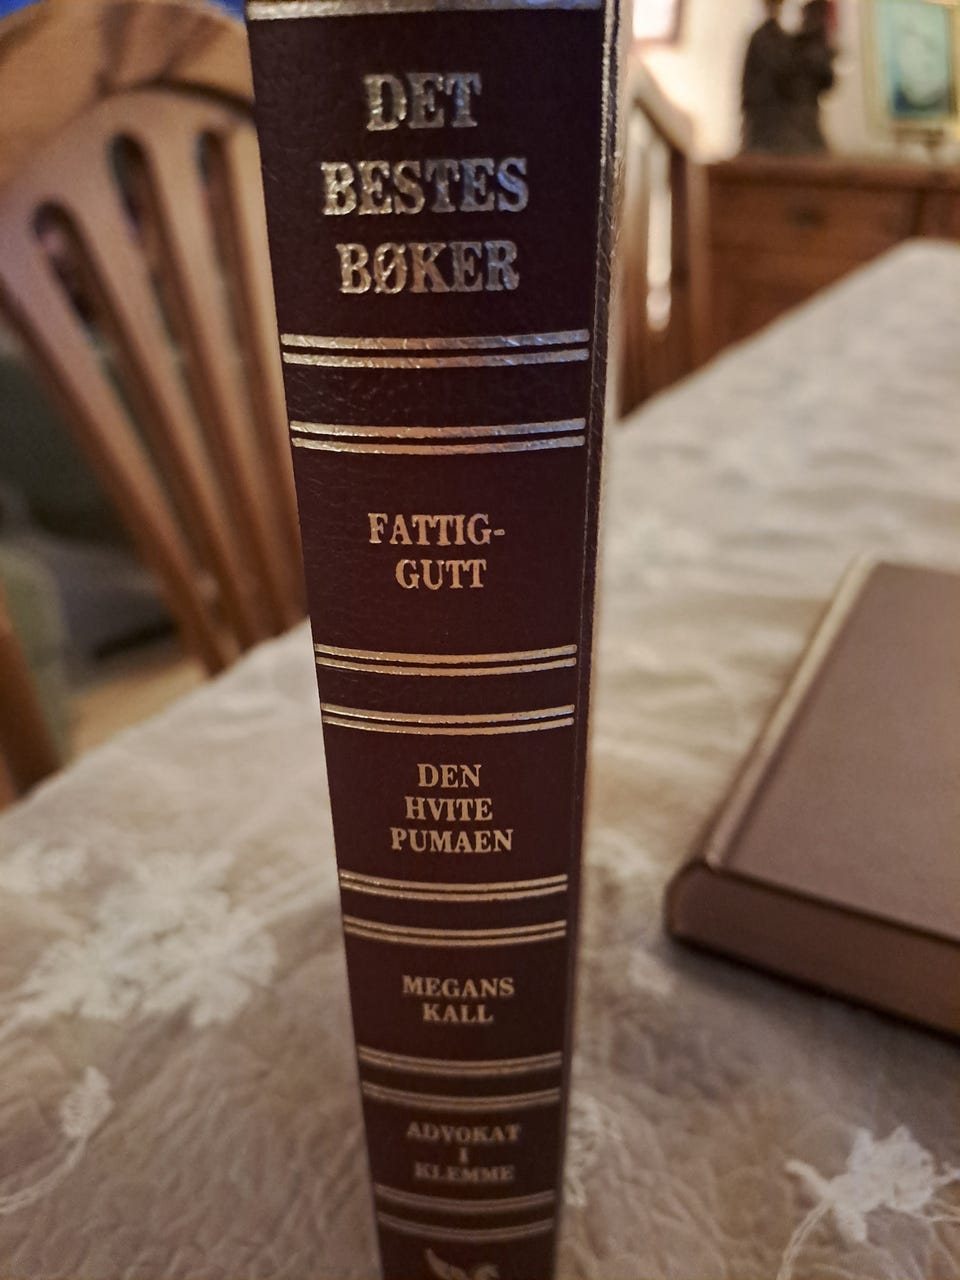 DET
BESTES
BØKER
FATTIG-
GUTT
DEN
HVITE
PUMAEN
MEGANS
KALL
ADVOKAT
I
KLEMME